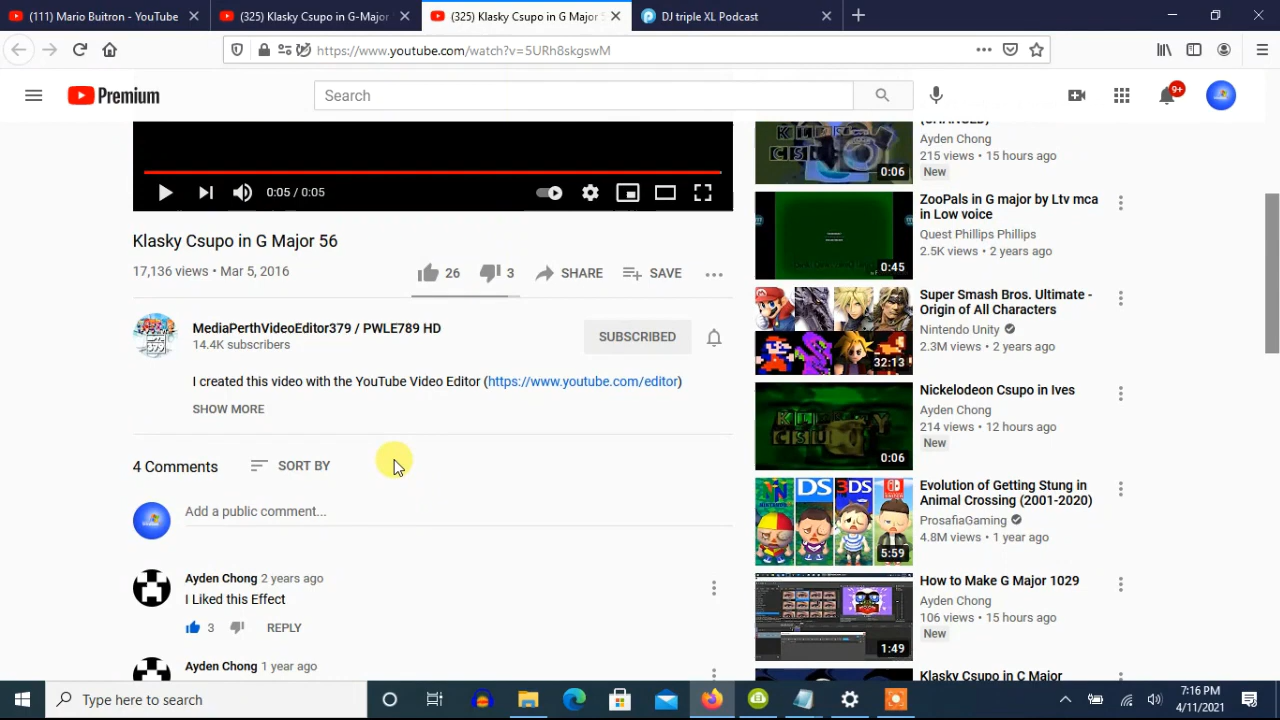 (111) Mario Buitron - YouTube
(325) Klasky Csupo in G-Major
(325) Klasky Csupo in G Major 5
DJ triple XL Podcast
https://www.youtube.com/watch?v=5URh8skgswM
Premium
Search
9+
0:05 / 0:05
Klasky Csupo in G Major 56
17,136 views • Mar 5, 2016
26
3
SHARE
SAVE
MediaPerthVideoEditor379 / PWLE789 HD
14.4K subscribers
SUBSCRIBED
I created this video with the YouTube Video Editor (https://www.youtube.com/editor)
SHOW MORE
4 Comments
SORT BY
Add a public comment...
Ayden Chong 2 years ago
I Liked this Effect
3
REPLY
Ayden Chong 1 year ago
(CHANGED)
Ayden Chong
215 views • 15 hours ago
New
0:06
ZooPals in G major by Ltv mca
in Low voice
Quest Phillips Phillips
2.5K views • 2 years ago
0:45
Super Smash Bros. Ultimate -
Origin of All Characters
Nintendo Unity
2.3M views • 2 years ago
32:13
Nickelodeon Csupo in Ives
Ayden Chong
214 views • 12 hours ago
New
KLASKY
CSUPO
0:06
Evolution of Getting Stung in
Animal Crossing (2001-2020)
ProsafiaGaming
4.8M views • 1 year ago
DS
3DS
5:59
How to Make G Major 1029
Ayden Chong
106 views • 15 hours ago
New
1:49
Klasky Csupo in C Major
Type here to search
7:16 PM
4/11/2021